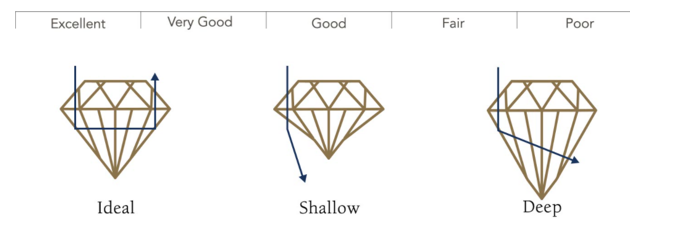 Excellent Very Good Good Fair Poor
Ideal Shallow Deep